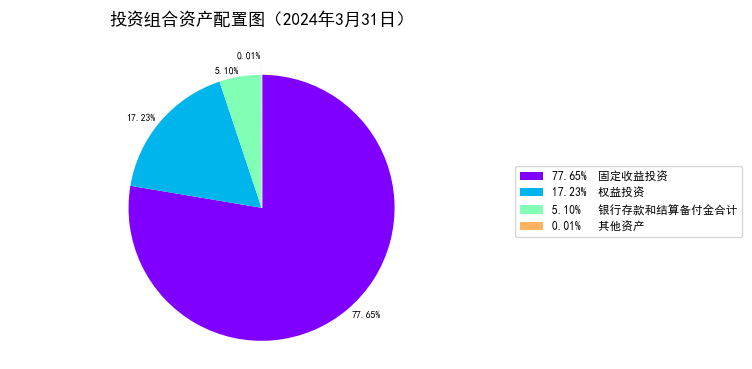 投资组合资产配置图（2024年3月31日）
0.01%
5.10%
17.23%
77.65%
77.65% 固定收益投资
17.23% 权益投资
5.10% 银行存款和结算备付金合计
0.01% 其他资产